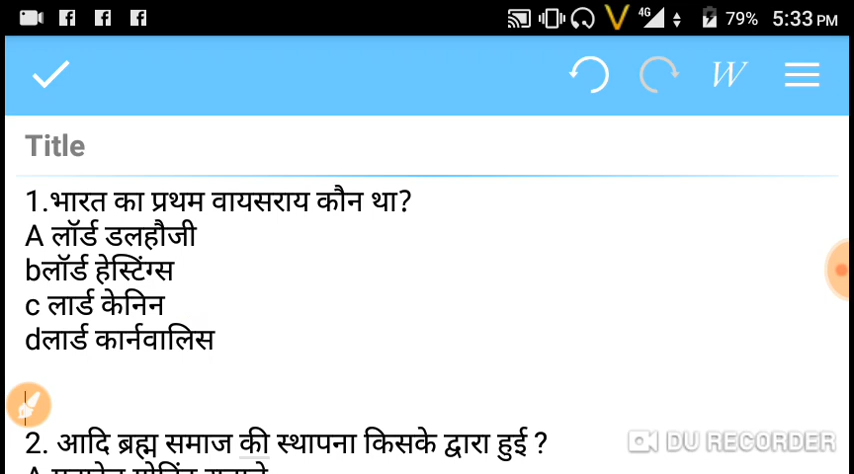 4G 79% 5:33 PM
W
Title
1.भारत का प्रथम वायसराय कौन था?
A लॉर्ड डलहौजी
bलॉर्ड हेस्टिंग्स
c लार्ड केनिन
dलार्ड कार्नवालिस
2. आदि ब्रह्म समाज की स्थापना किसके द्वारा हुई ?
DU RECORDER
A